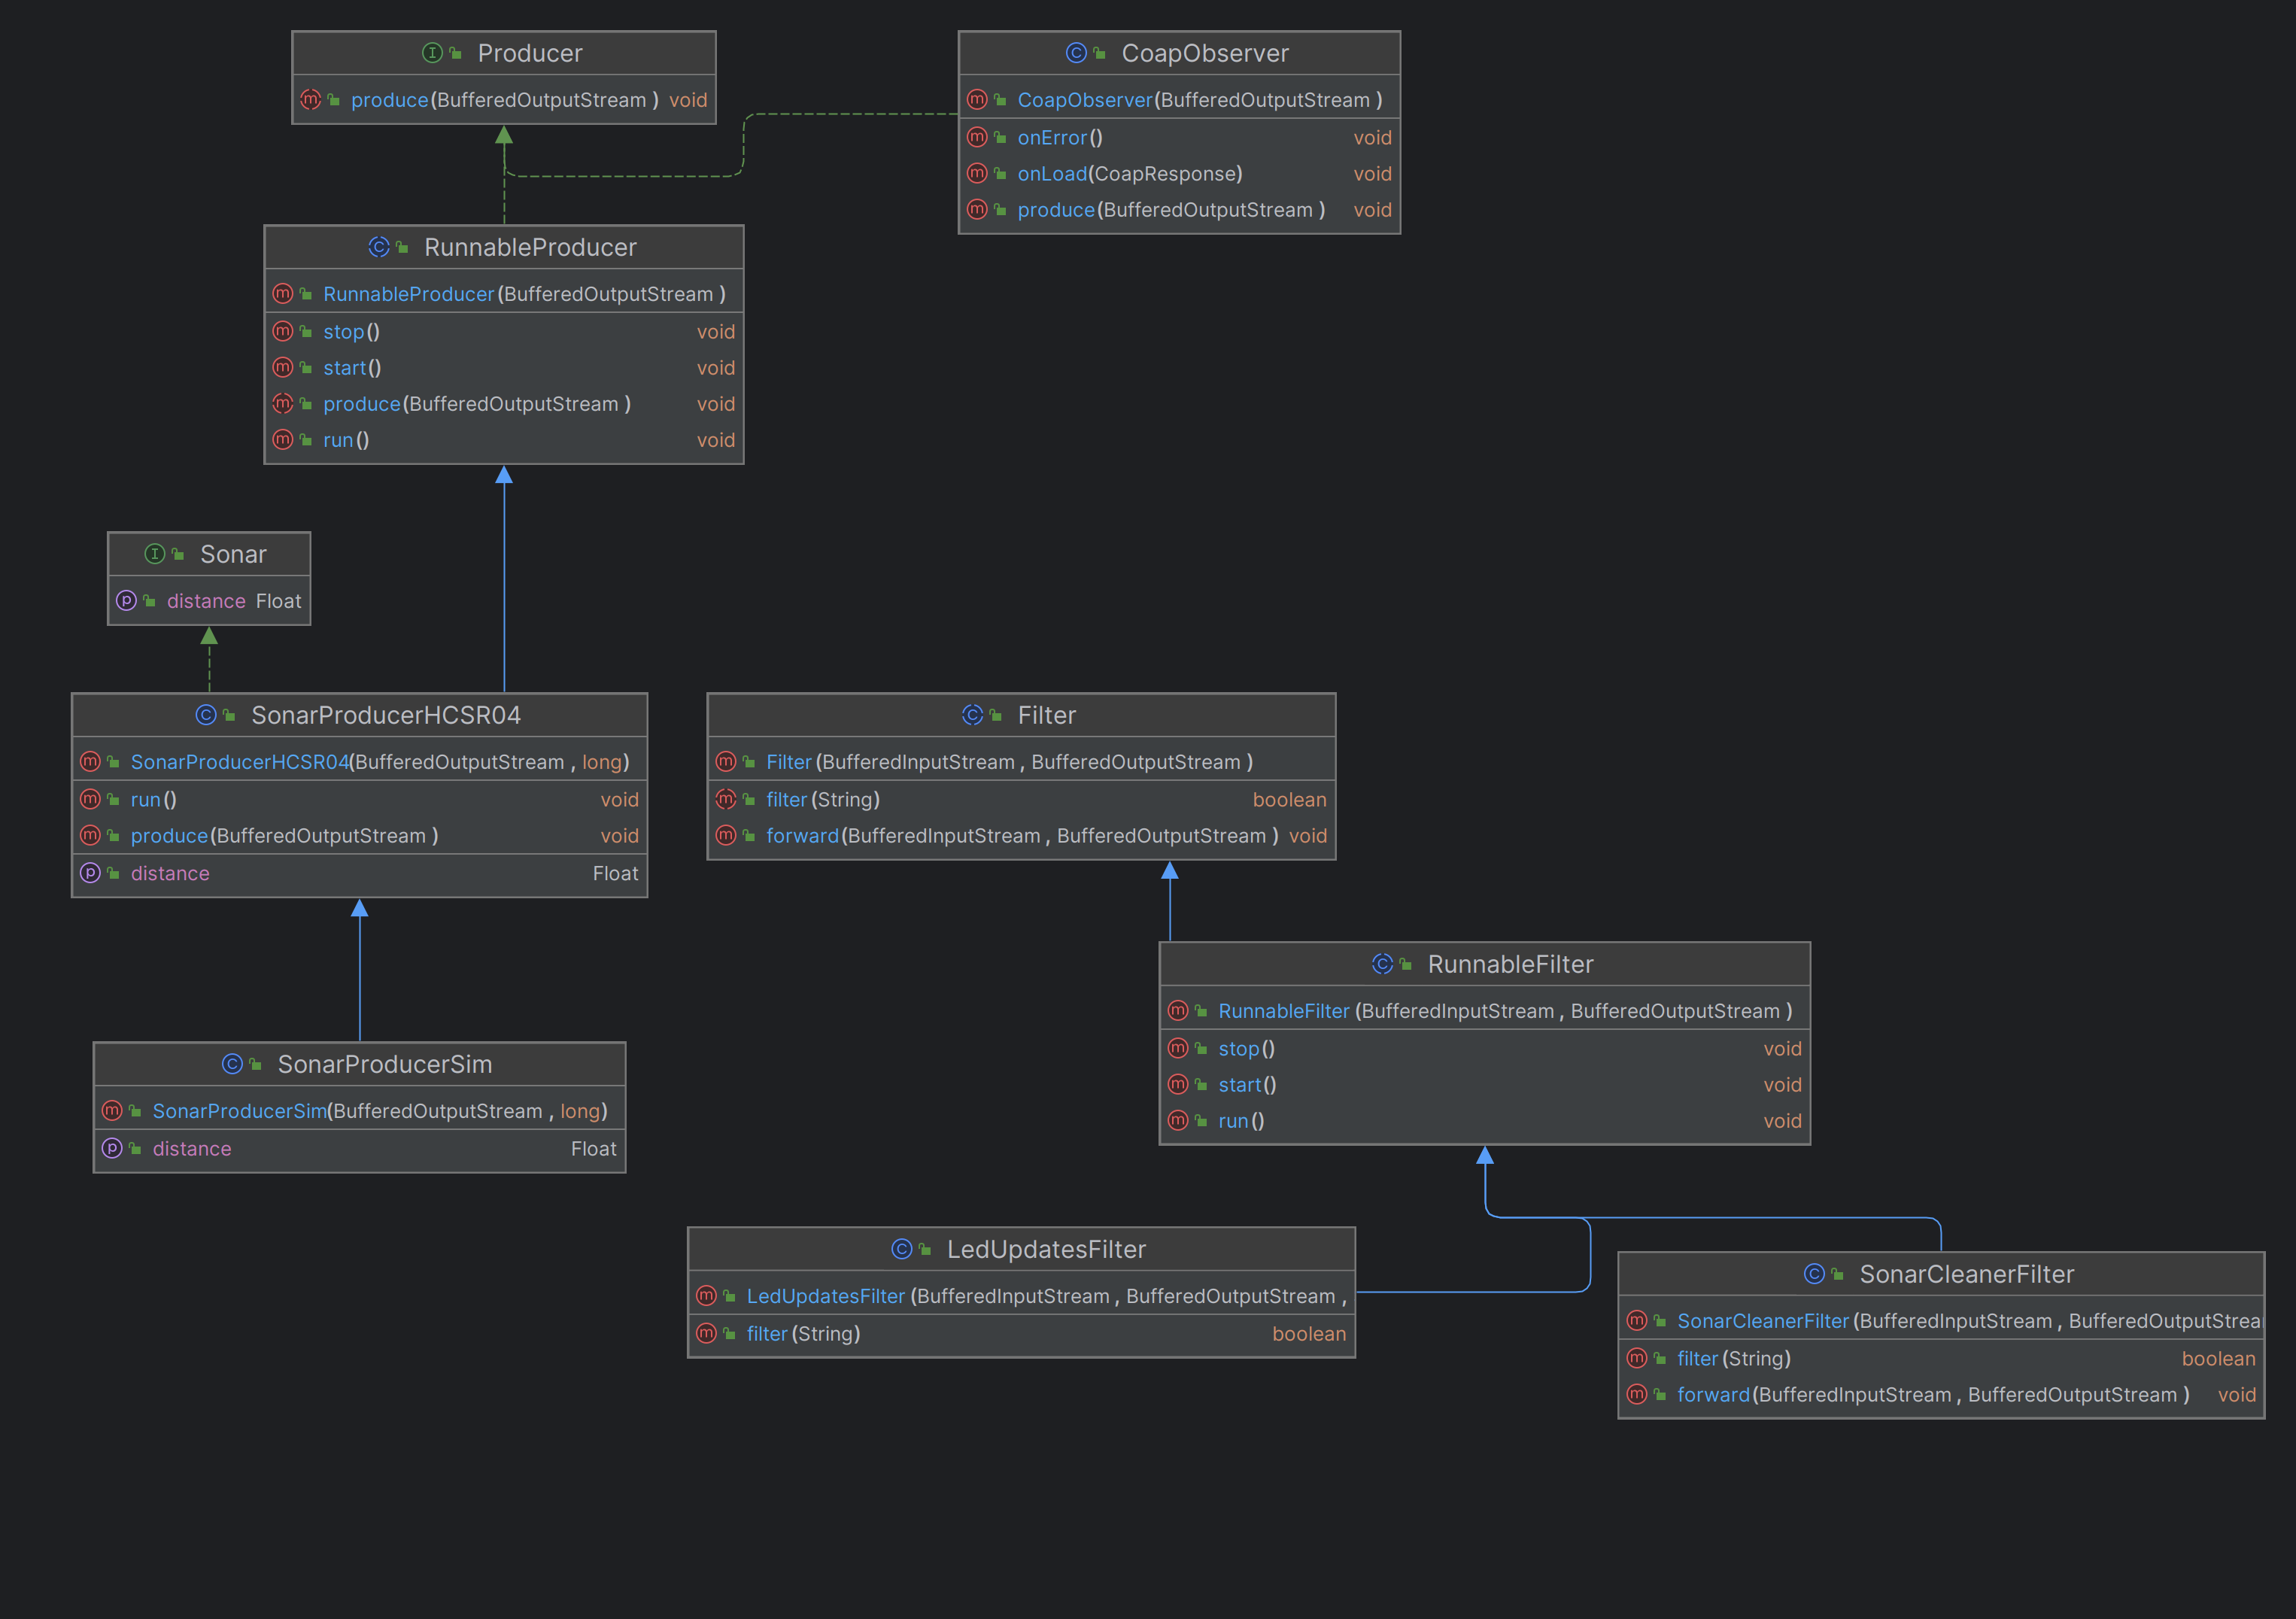 Producer
produce(BufferedOutputStream ) void
CoapObserver
CoapObserver(BufferedOutputStream )
onError() void
onLoad(CoapResponse) void
produce(BufferedOutputStream ) void
RunnableProducer
RunnableProducer(BufferedOutputStream )
stop() void
start() void
produce(BufferedOutputStream ) void
run() void
Sonar
distance Float
SonarProducerHCSR04
SonarProducerHCSR04(BufferedOutputStream , long)
run() void
produce(BufferedOutputStream ) void
distance Float
Filter
Filter (BufferedInputStream , BufferedOutputStream )
filter (String) boolean
forward(BufferedInputStream , BufferedOutputStream ) void
RunnableFilter
RunnableFilter (BufferedInputStream , BufferedOutputStream )
stop() void
start() void
run() void
SonarProducerSim
SonarProducerSim(BufferedOutputStream , long)
distance Float
LedUpdatesFilter
LedUpdatesFilter (BufferedInputStream , BufferedOutputStream ,
filter (String) boolean
SonarCleanerFilter
SonarCleanerFilter (BufferedInputStream , BufferedOutputStrea
filter (String) boolean
forward(BufferedInputStream , BufferedOutputStream ) void